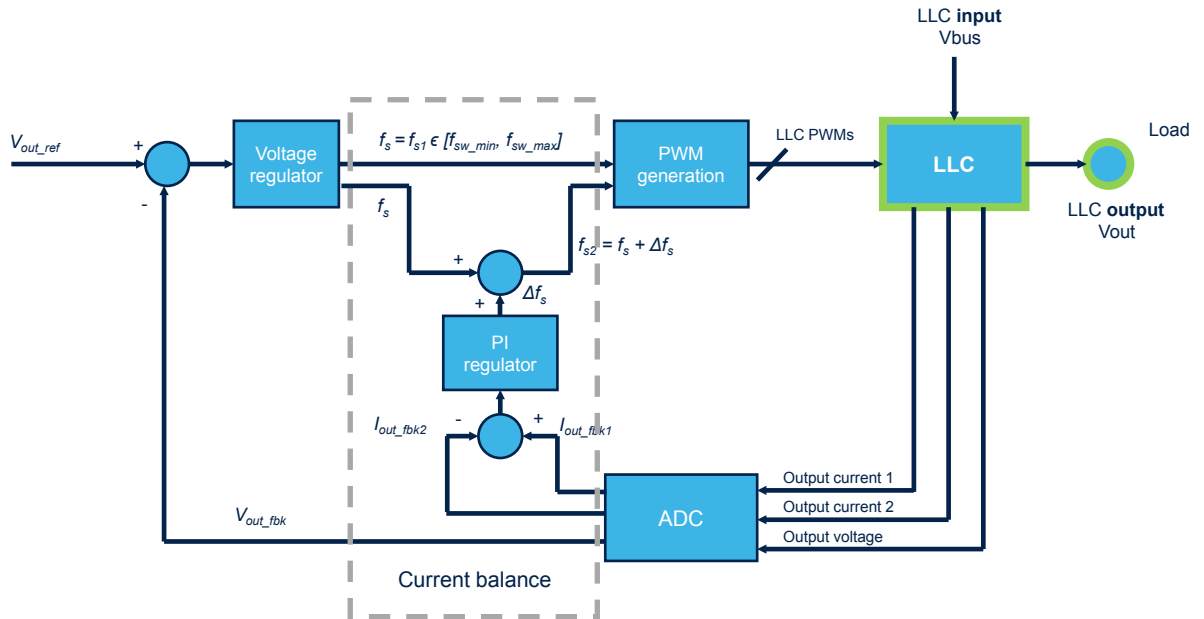 LLC input
Vbus
V_out_ref
+
-
Voltage
regulator
f_s = f_s1 ϵ [f_sw_min, f_sw_max]
PWM
generation
LLC PWMs
LLC
Load
LLC output
Vout
f_s
f_s2 = f_s + Δf_s
+
+
Δf_s
PI
regulator
I_out_fbk2
-
+
I_out_fbk1
ADC
Output current 1
Output current 2
Output voltage
V_out_fbk
Current balance